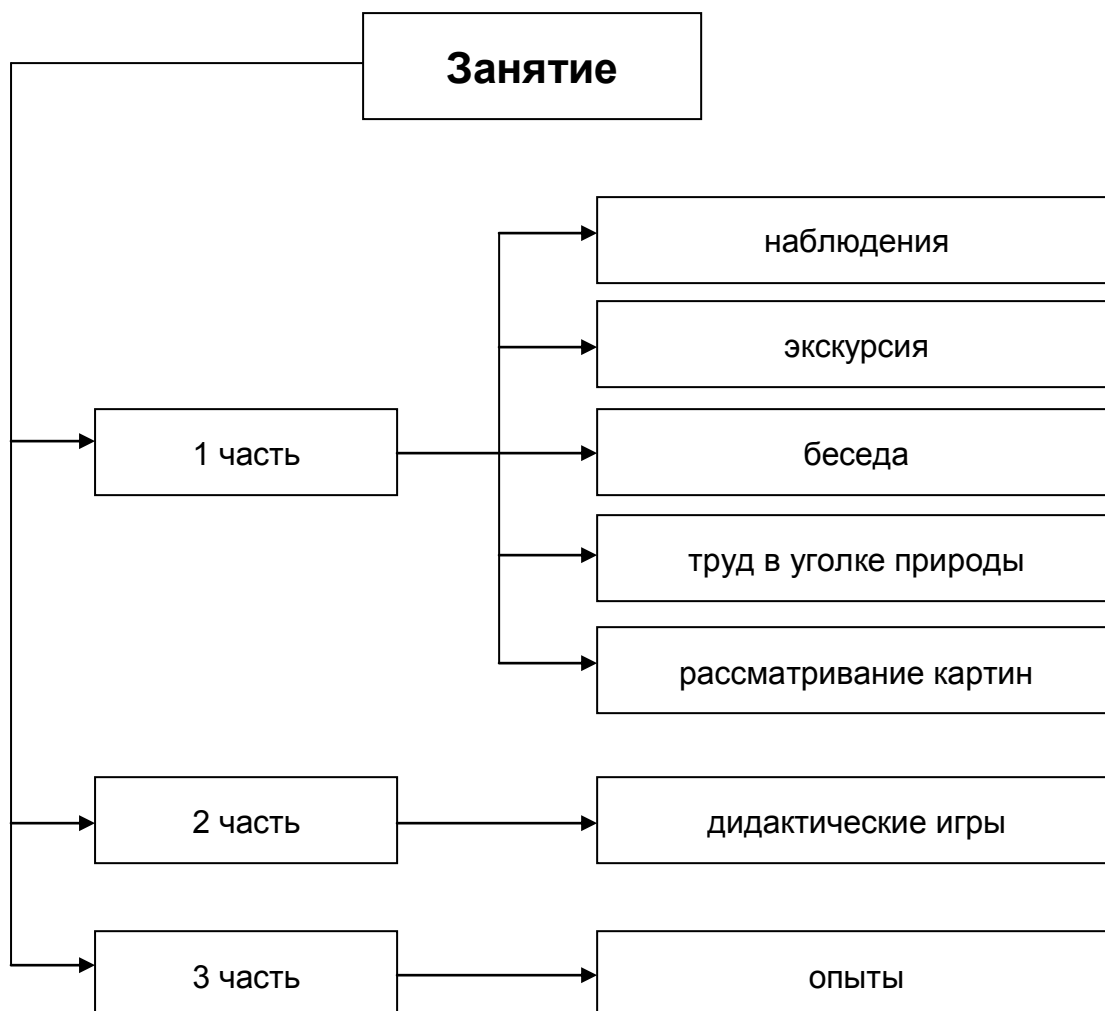 Занятие
наблюдения
экскурсия
1 часть
беседа
труд в уголке природы
рассматривание картин
2 часть
дидактические игры
3 часть
опыты